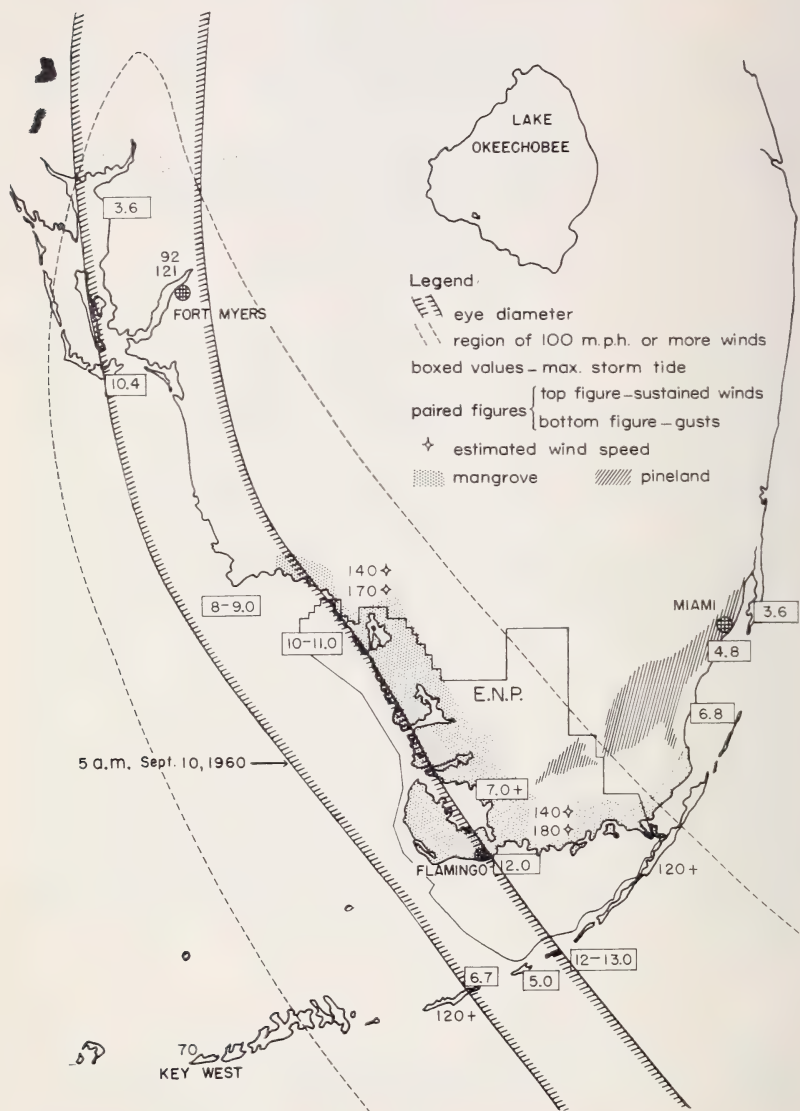 LAKE
OKEECHOBEE
3.6
92
121
FORT MYERS
10.4
Legend
eye diameter
region of 100 m.p.h. or more winds
boxed values – max. storm tide
paired figures
top figure – sustained winds
bottom figure – gusts
estimated wind speed
mangrove
pineland
140
170
8-9.0
10-11.0
MIAMI
3.6
4.8
E.N.P.
6.8
5 a.m. Sept. 10, 1960
7.0+
140
180
FLAMINGO
12.0
120+
12-13.0
6.7
5.0
120+
70
KEY WEST